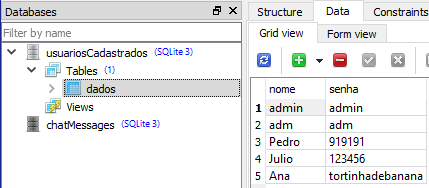 Databases
Filter by name
usuariosCadastrados (SQLite 3)
Tables (1)
dados
Views
chatMessages (SQLite 3)
Structure Data Constraints
Grid view Form view
nome senha
1 admin admin
2 adm adm
3 Pedro 919191
4 Julio 123456
5 Ana tortinhadebanana